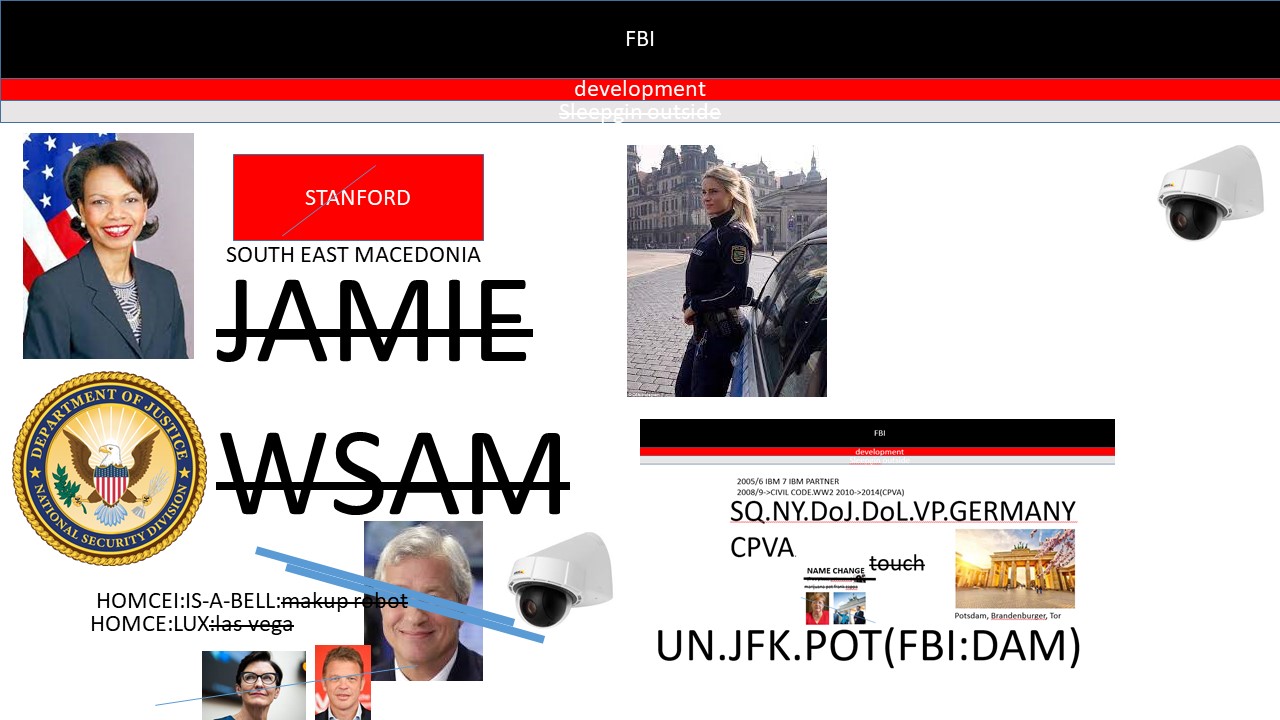 FBI
development
Sleepgin outside
STANFORD
SOUTH EAST MACEDONIA
JAMIE
DEPARTMENT OF JUSTICE
NATIONAL SECURITY DIVISION
WSAM
HOMCEI:IS-A-BELL:makup robot
HOMCE:LUX:las vega
FBI
development
Sleepgin outside
2005/6 IBM 7 IBM PARTNER
2008/9->CIVIL CODE.WW2 2010->2014(CPVA)
SQ.NY.DoJ.DoL.VP.GERMANY
CPVA
touch
NAME CHANGE
Potsdam, Brandenburger, Tor
UN.JFK.POT(FBI:DAM)